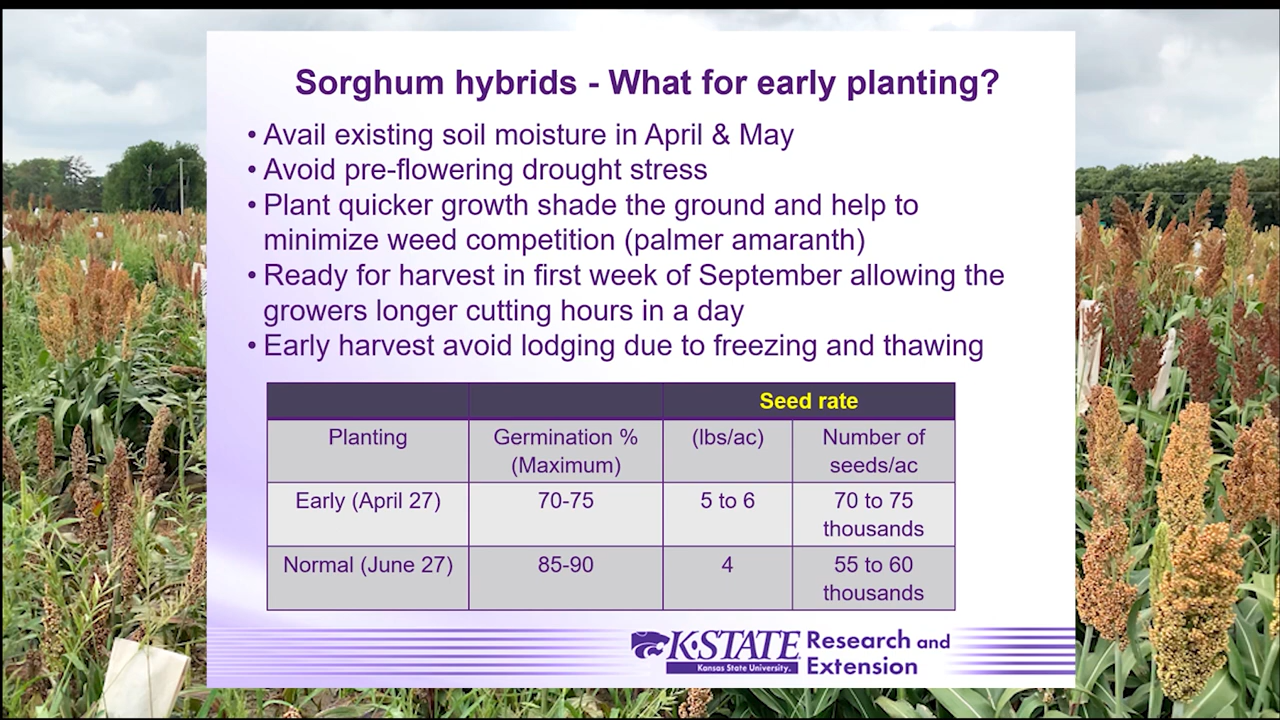 Sorghum hybrids - What for early planting?
• Avail existing soil moisture in April & May
• Avoid pre-flowering drought stress
• Plant quicker growth shade the ground and help to
minimize weed competition (palmer amaranth)
• Ready for harvest in first week of September allowing the
growers longer cutting hours in a day
• Early harvest avoid lodging due to freezing and thawing
Seed rate
Planting
Germination %
(Maximum)
(lbs/ac)
Number of
seeds/ac
Early (April 27)
70-75
5 to 6
70 to 75
thousands
Normal (June 27)
85-90
4
55 to 60
thousands
K-STATE
Kansas State University.
Research and
Extension